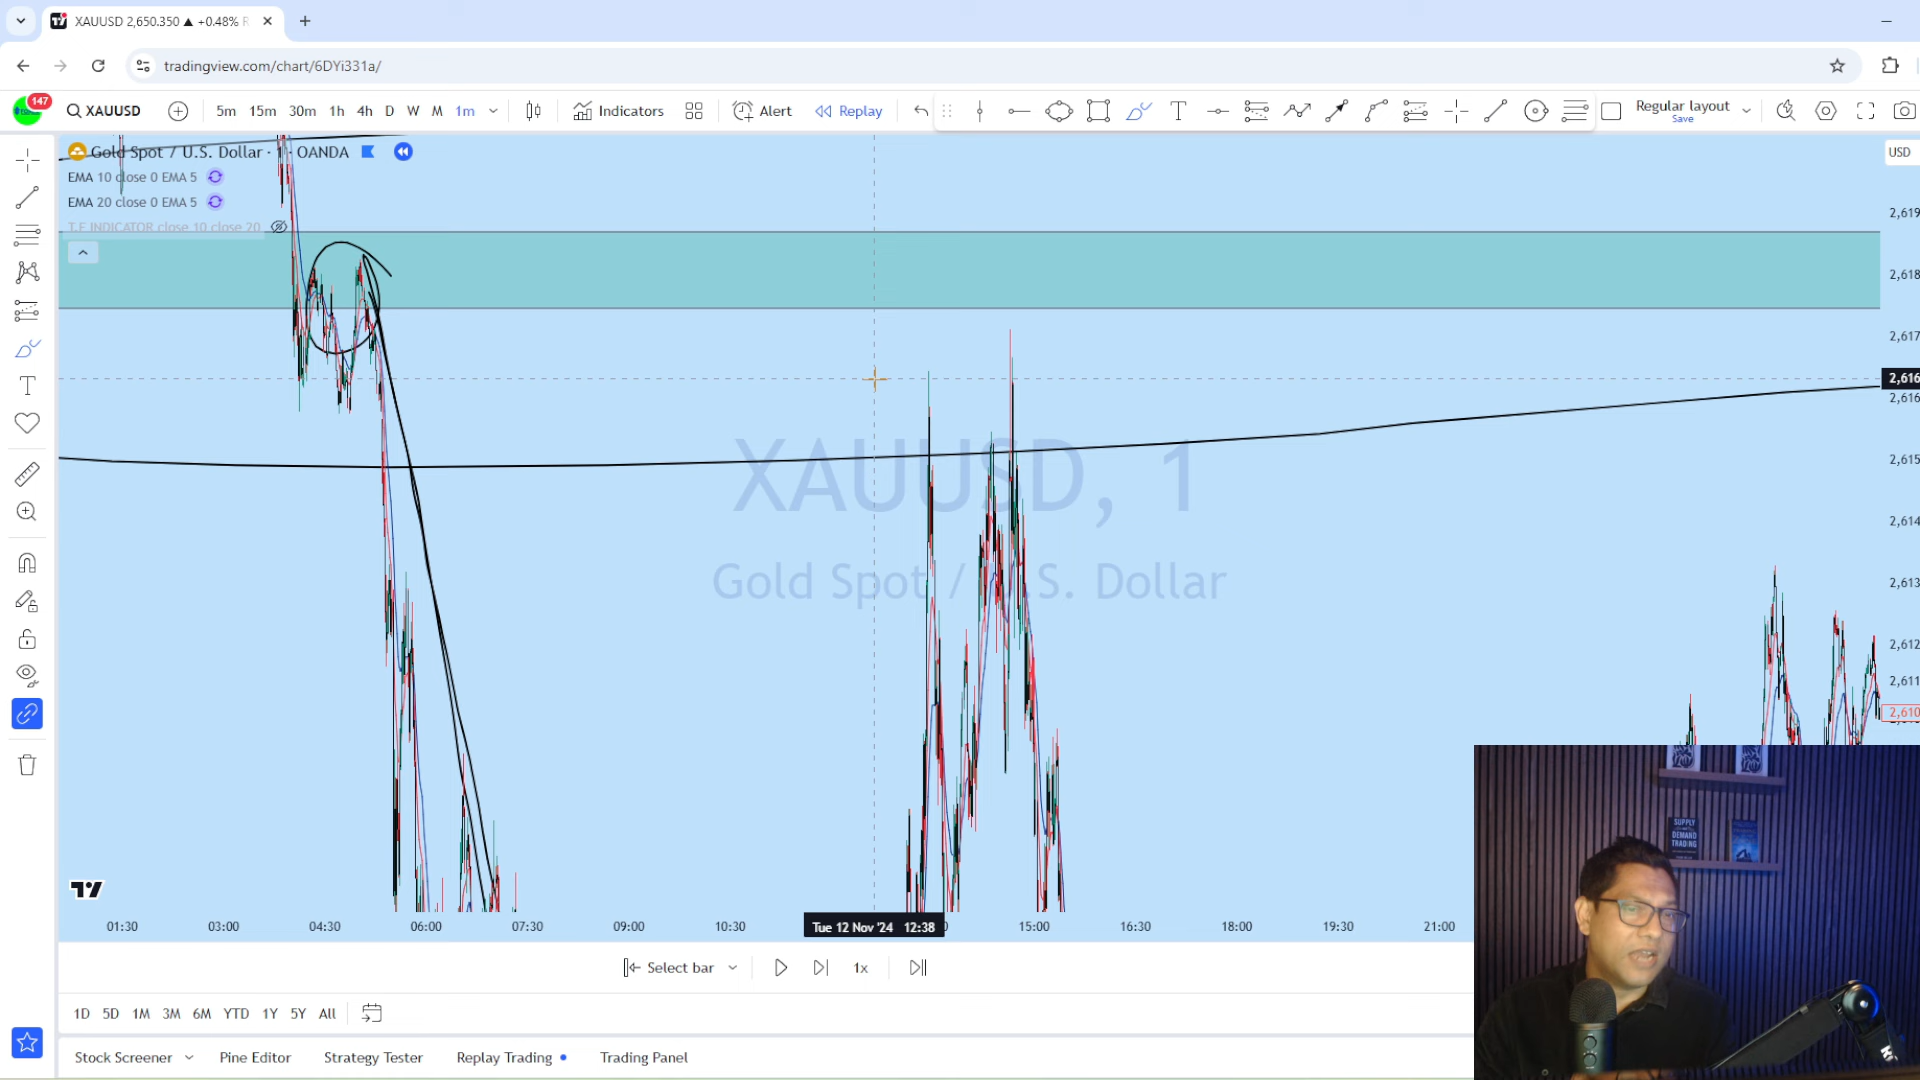 XAUUSD 2,650.350 ▲ +0.48% R
tradingview.com/chart/6DYi331a/
147
XAUUSD
5m 15m 30m 1h 4h D W M 1m
Indicators
Alert
Replay
Regular layout
Save
Gold Spot / U.S. Dollar · 1 · OANDA
USD
EMA 10 close 0 EMA 5
EMA 20 close 0 EMA 5
T.F INDICATOR close 10 close 20
2,619
2,618
2,617
2,616
2,616
2,615
2,614
2,613
2,612
2,611
2,610
XAUUSD, 1
Gold Spot / U.S. Dollar
01:30 03:00 04:30 06:00 07:30 09:00 10:30 Tue 12 Nov '24 12:38 15:00 16:30 18:00 19:30 21:00
SUPPLY
AND
DEMAND
TRADING
Select bar 1x
1D 5D 1M 3M 6M YTD 1Y 5Y All
Stock Screener Pine Editor Strategy Tester Replay Trading Trading Panel